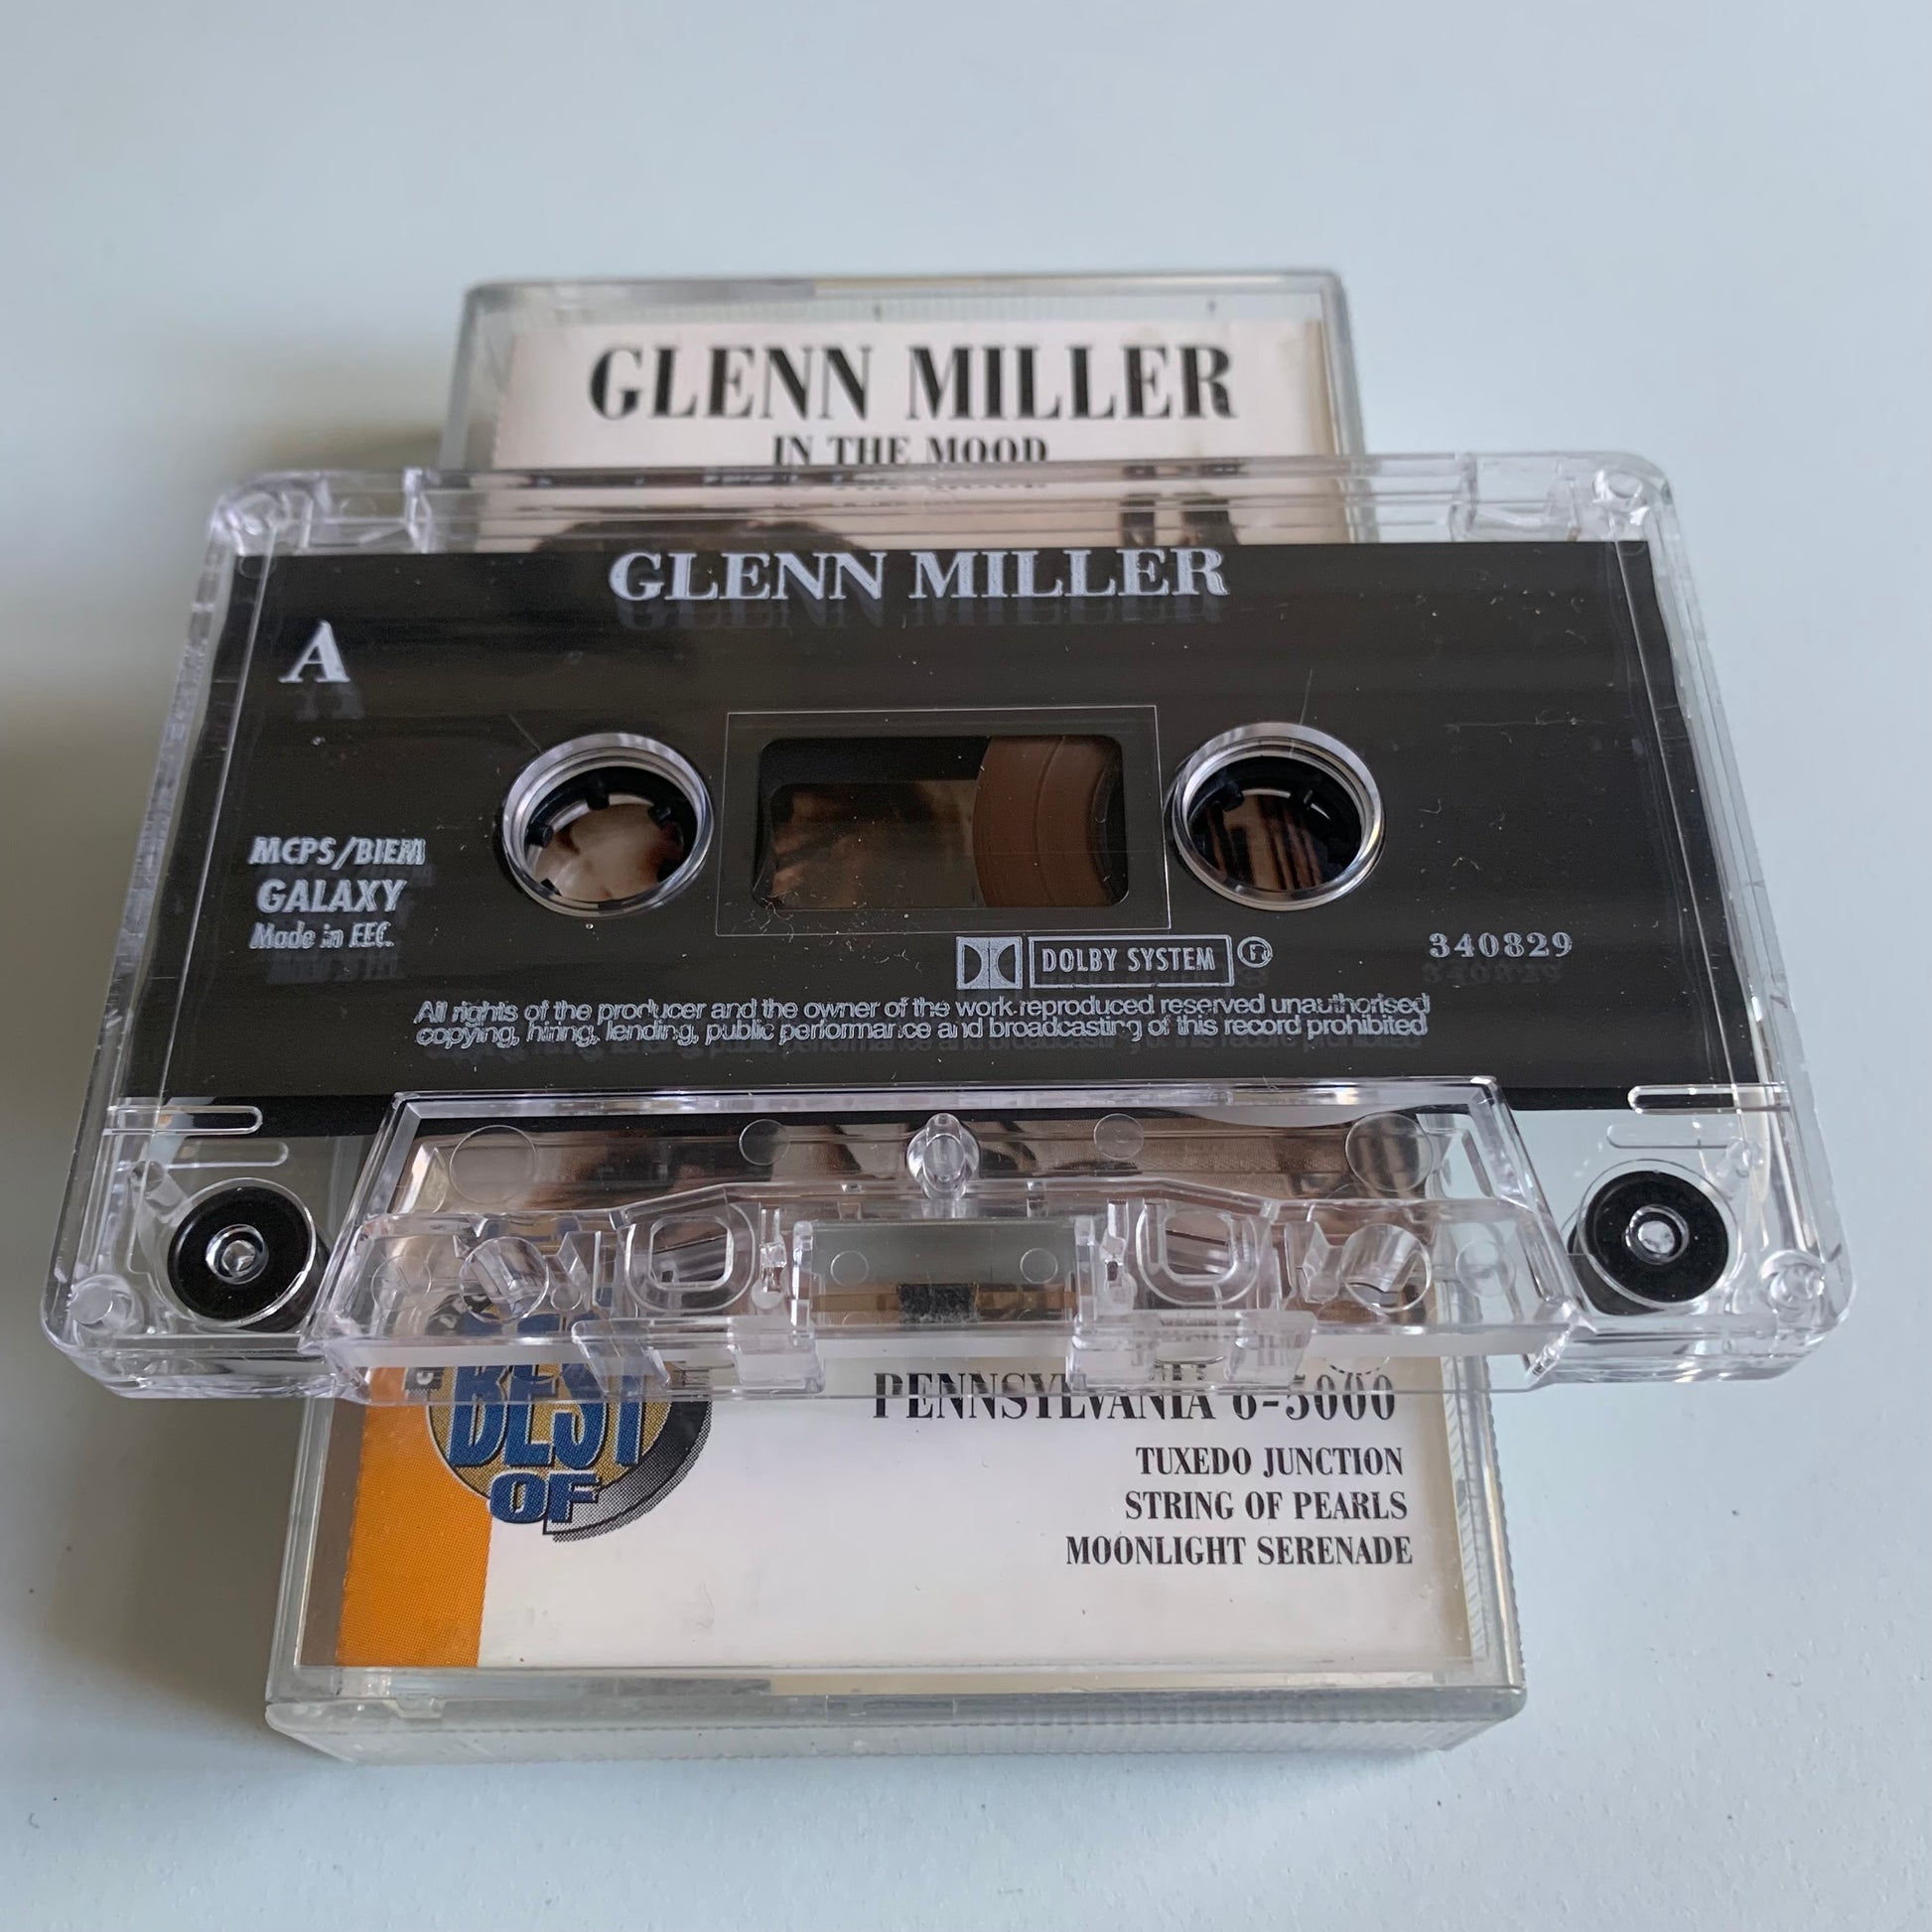 GLENN MILLER
IN THE MOOD
GLENN MILLER
A
MCPS/BIEM
GALAXY
Made in EEC.
DOLBY SYSTEM ®
340829
All rights of the producer and the owner of the work reproduced reserved unauthorised
copying, hiring, lending, public performance and broadcasting of this record prohibited
BEST
OF
PENNSYLVANIA 6-5000
TUXEDO JUNCTION
STRING OF PEARLS
MOONLIGHT SERENADE